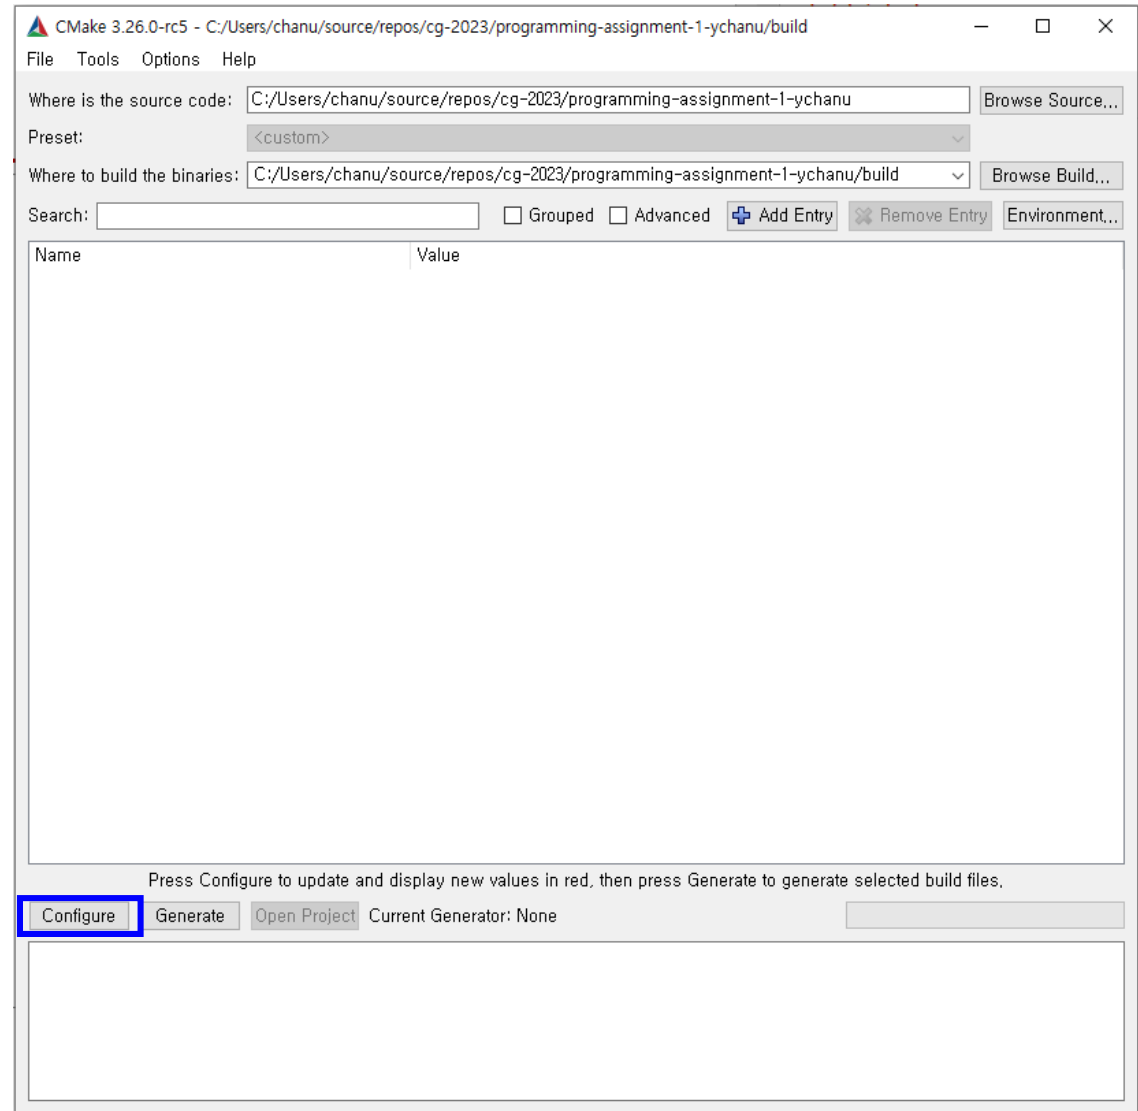 CMake 3.26.0-rc5 - C:/Users/chanu/source/repos/cg-2023/programming-assignment-1-ychanu/build
File Tools Options Help
Where is the source code: C:/Users/chanu/source/repos/cg-2023/programming-assignment-1-ychanu Browse Source...
Preset: <custom>
Where to build the binaries: C:/Users/chanu/source/repos/cg-2023/programming-assignment-1-ychanu/build Browse Build...
Search: Grouped Advanced Add Entry Remove Entry Environment...
Name Value
Press Configure to update and display new values in red, then press Generate to generate selected build files.
Configure Generate Open Project Current Generator: None